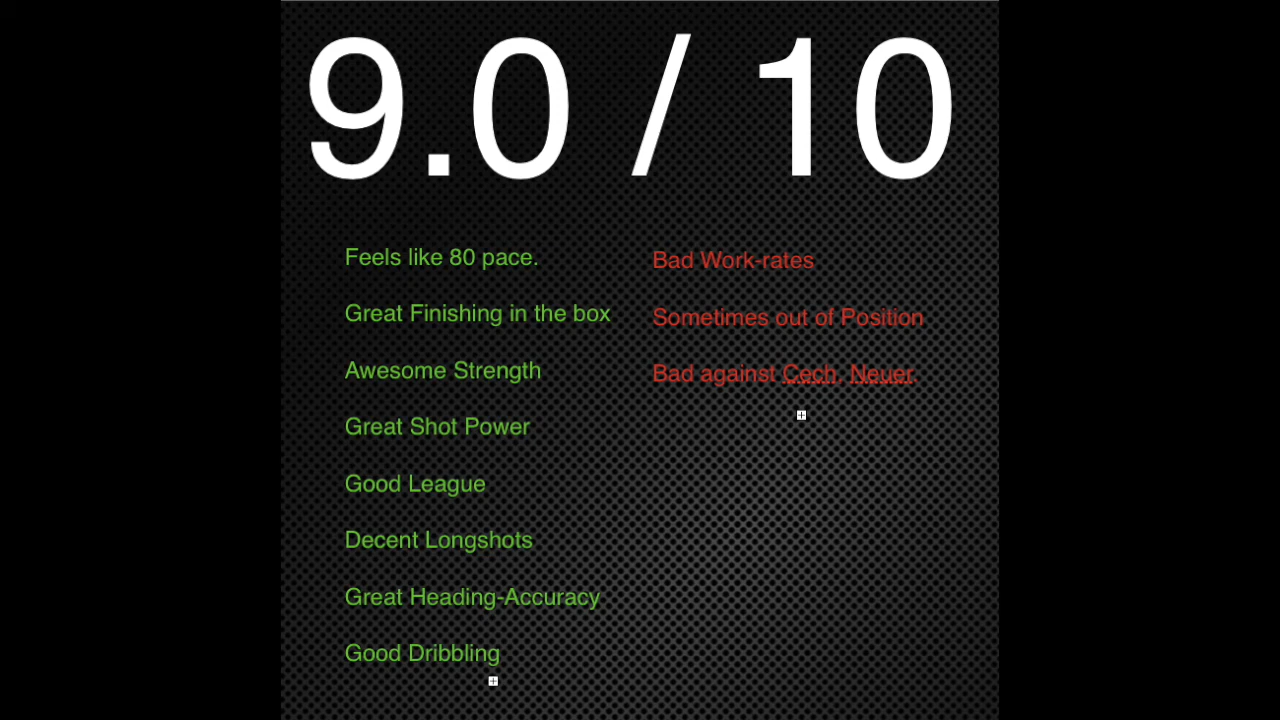 9.0 / 10
Feels like 80 pace.
Great Finishing in the box
Awesome Strength
Great Shot Power
Good League
Decent Longshots
Great Heading-Accuracy
Good Dribbling
Bad Work-rates
Sometimes out of Position
Bad against Cech, Neuer.